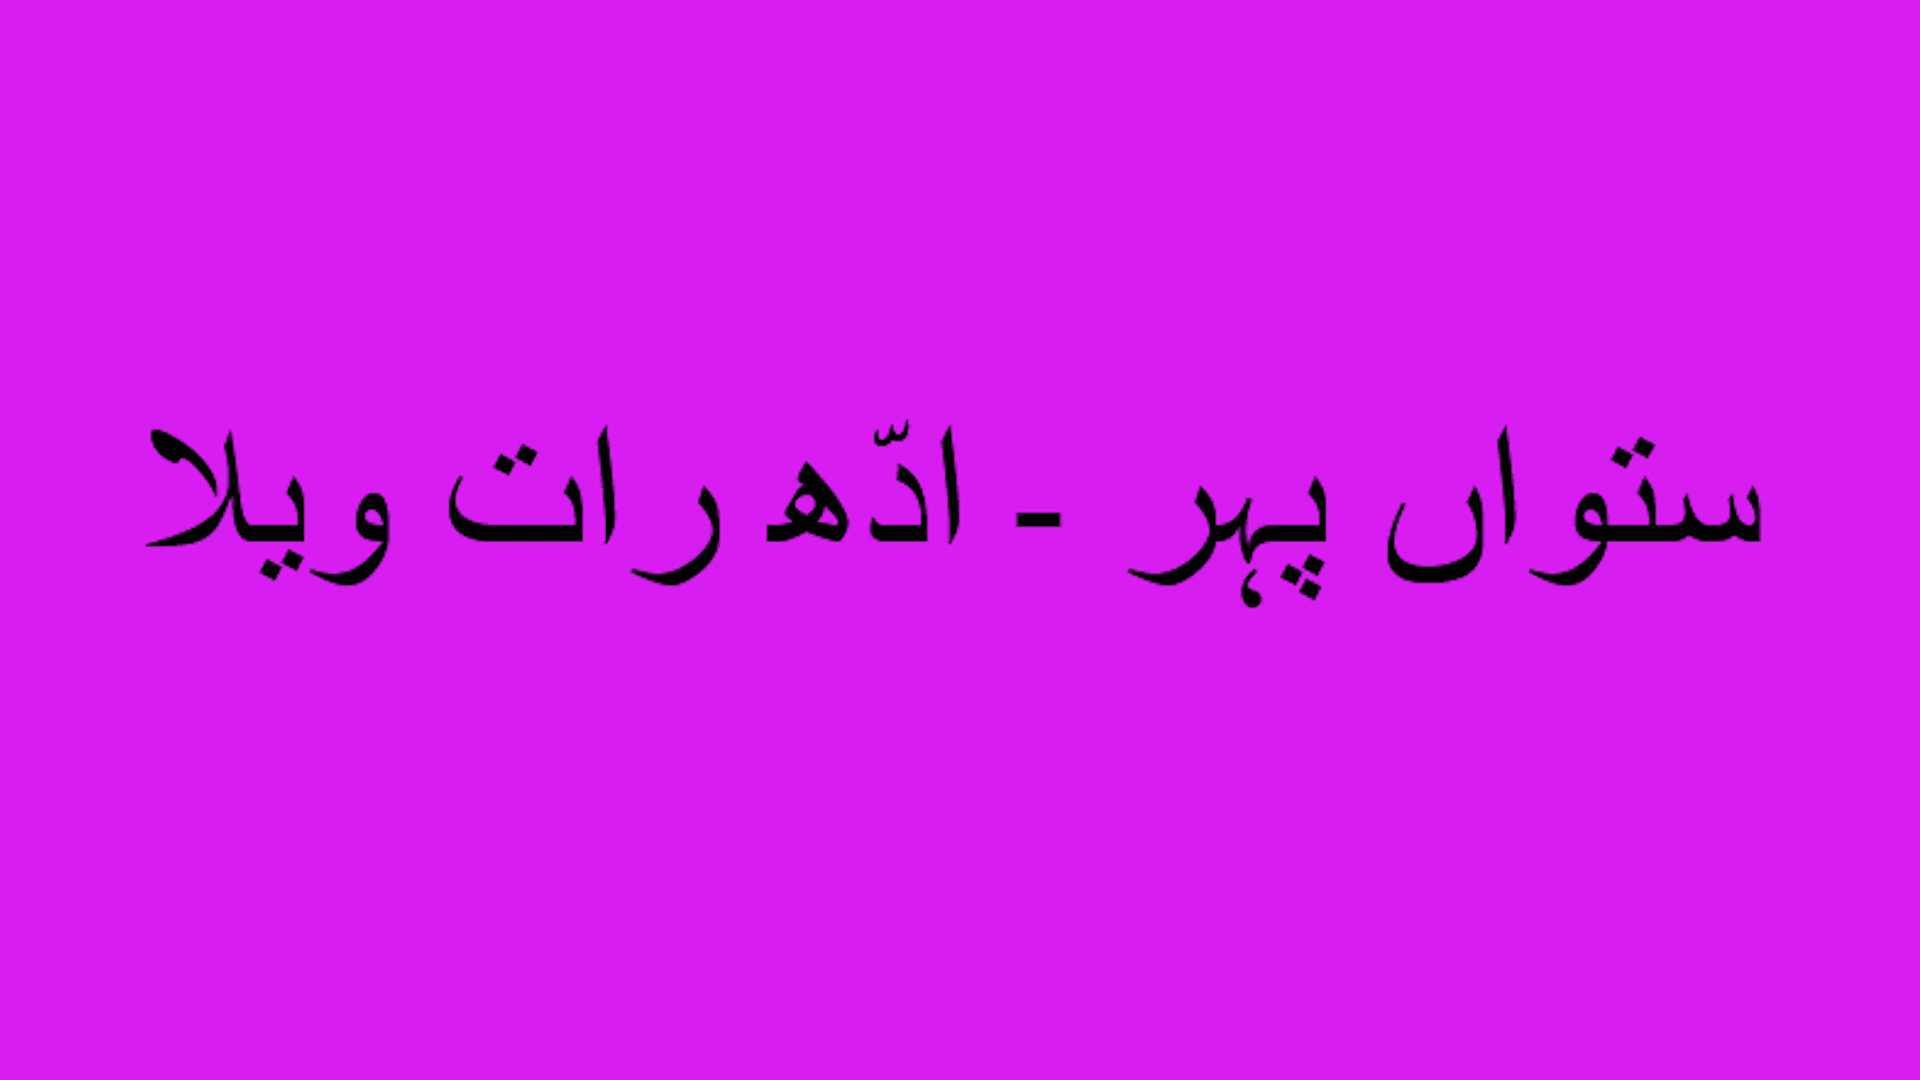 ستواں پہر - ادّھ رات ویلا